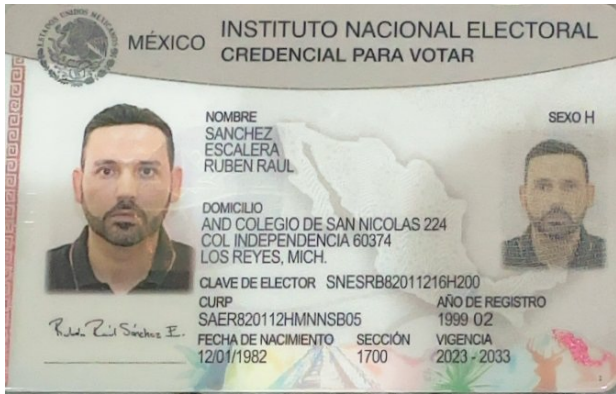 MÉXICO
INSTITUTO NACIONAL ELECTORAL
CREDENCIAL PARA VOTAR
NOMBRE
SANCHEZ
ESCALERA
RUBEN RAUL
SEXO H
DOMICILIO
AND COLEGIO DE SAN NICOLAS 224
COL INDEPENDENCIA 60374
LOS REYES, MICH.
CLAVE DE ELECTOR SNESRB82011216H200
CURP
SAER820112HMNNSB05
AÑO DE REGISTRO
1999 02
FECHA DE NACIMIENTO
12/01/1982
SECCIÓN
1700
VIGENCIA
2023 - 2033
Sánchez E.